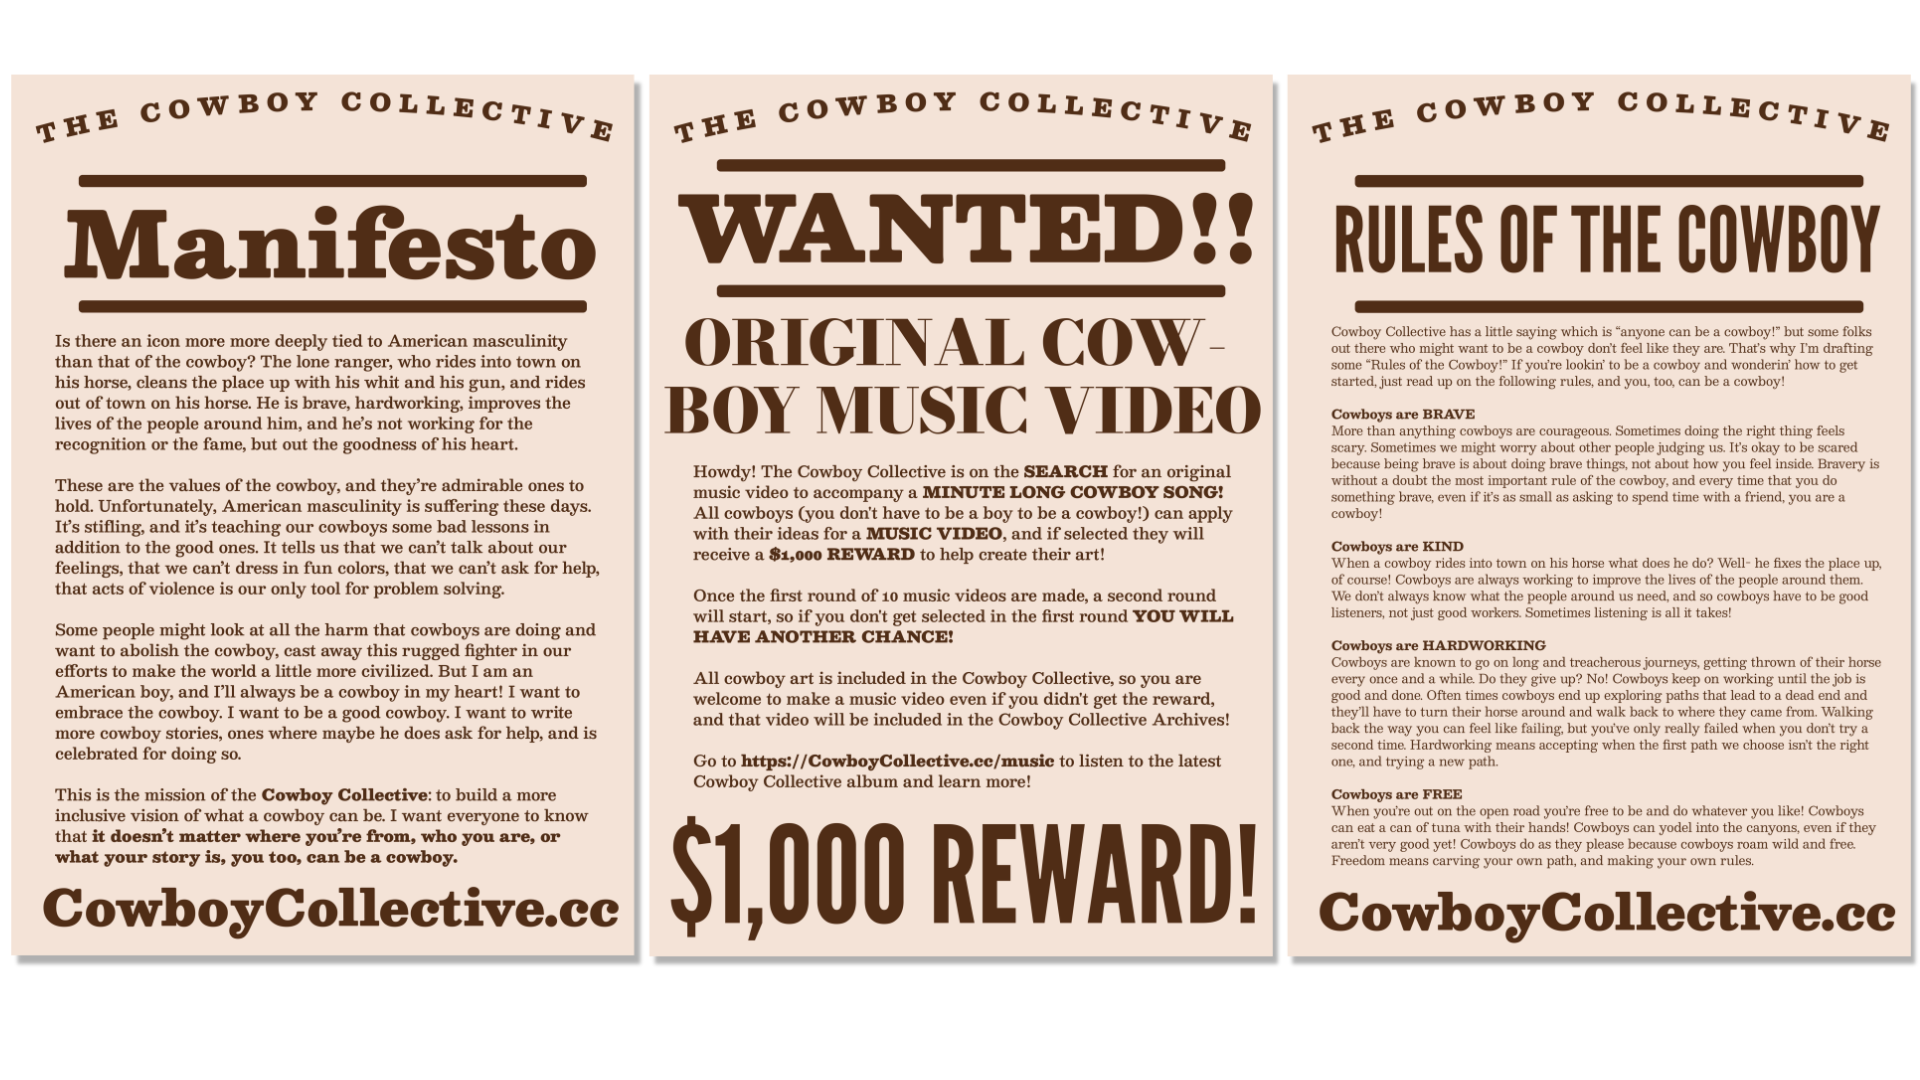 THE COWBOY COLLECTIVE
Manifesto
Is there an icon more more deeply tied to American masculinity
than that of the cowboy? The lone ranger, who rides into town on
his horse, cleans the place up with his whit and his gun, and rides
out of town on his horse. He is brave, hardworking, improves the
lives of the people around him, and he's not working for the
recognition or the fame, but out the goodness of his heart.
These are the values of the cowboy, and they're admirable ones to
hold. Unfortunately, American masculinity is suffering these days.
It's stifling, and it's teaching our cowboys some bad lessons in
addition to the good ones. It tells us that we can't talk about our
feelings, that we can't dress in fun colors, that we can't ask for help,
that acts of violence is our only tool for problem solving.
Some people might look at all the harm that cowboys are doing and
want to abolish the cowboy, cast away this rugged fighter in our
efforts to make the world a little more civilized. But I am an
American boy, and I'll always be a cowboy in my heart! I want to
embrace the cowboy. I want to be a good cowboy. I want to write
more cowboy stories, ones where maybe he does ask for help, and is
celebrated for doing so.
This is the mission of the Cowboy Collective: to build a more
inclusive vision of what a cowboy can be. I want everyone to know
that it doesn't matter where you're from, who you are, or
what your story is, you too, can be a cowboy.
CowboyCollective.cc
THE COWBOY COLLECTIVE
WANTED!!
ORIGINAL COW-
BOY MUSIC VIDEO
Howdy! The Cowboy Collective is on the SEARCH for an original
music video to accompany a MINUTE LONG COWBOY SONG!
All cowboys (you don't have to be a boy to be a cowboy!) can apply
with their ideas for a MUSIC VIDEO, and if selected they will
receive a $1,000 REWARD to help create their art!
Once the first round of 10 music videos are made, a second round
will start, so if you don't get selected in the first round YOU WILL
HAVE ANOTHER CHANCE!
All cowboy art is included in the Cowboy Collective, so you are
welcome to make a music video even if you didn't get the reward,
and that video will be included in the Cowboy Collective Archives!
Go to https://CowboyCollective.cc/music to listen to the latest
Cowboy Collective album and learn more!
$1,000 REWARD!
THE COWBOY COLLECTIVE
RULES OF THE COWBOY
Cowboy Collective has a little saying which is “anyone can be a cowboy!” but some folks
out there who might want to be a cowboy don't feel like they are. That's why I'm drafting
some “Rules of the Cowboy!” If you're lookin' to be a cowboy and wonderin' how to get
started, just read up on the following rules, and you, too, can be a cowboy!
Cowboys are BRAVE
More than anything cowboys are courageous. Sometimes doing the right thing feels
scary. Sometimes we might worry about other people judging us. It's okay to be scared
because being brave is about doing brave things, not about how you feel inside. Bravery is
without a doubt the most important rule of the cowboy, and every time that you do
something brave, even if it's as small as asking to spend time with a friend, you are a
cowboy!
Cowboys are KIND
When a cowboy rides into town on his horse what does he do? Well- he fixes the place up,
of course! Cowboys are always working to improve the lives of the people around them.
We don't always know what the people around us need, and so cowboys have to be good
listeners, not just good workers. Sometimes listening is all it takes!
Cowboys are HARDWORKING
Cowboys are known to go on long and treacherous journeys, getting thrown of their horse
every once and a while. Do they give up? No! Cowboys keep on working until the job is
good and done. Often times cowboys end up exploring paths that lead to a dead end and
they'll have to turn their horse around and walk back to where they came from. Walking
back the way you can feel like failing, but you've only really failed when you don't try a
second time. Hardworking means accepting when the first path we choose isn't the right
one, and trying a new path.
Cowboys are FREE
When you're out on the open road you're free to be and do whatever you like! Cowboys
can eat a can of tuna with their hands! Cowboys can yodel into the canyons, even if they
aren't very good yet! Cowboys do as they please because cowboys roam wild and free.
Freedom means carving your own path, and making your own rules.
CowboyCollective.cc